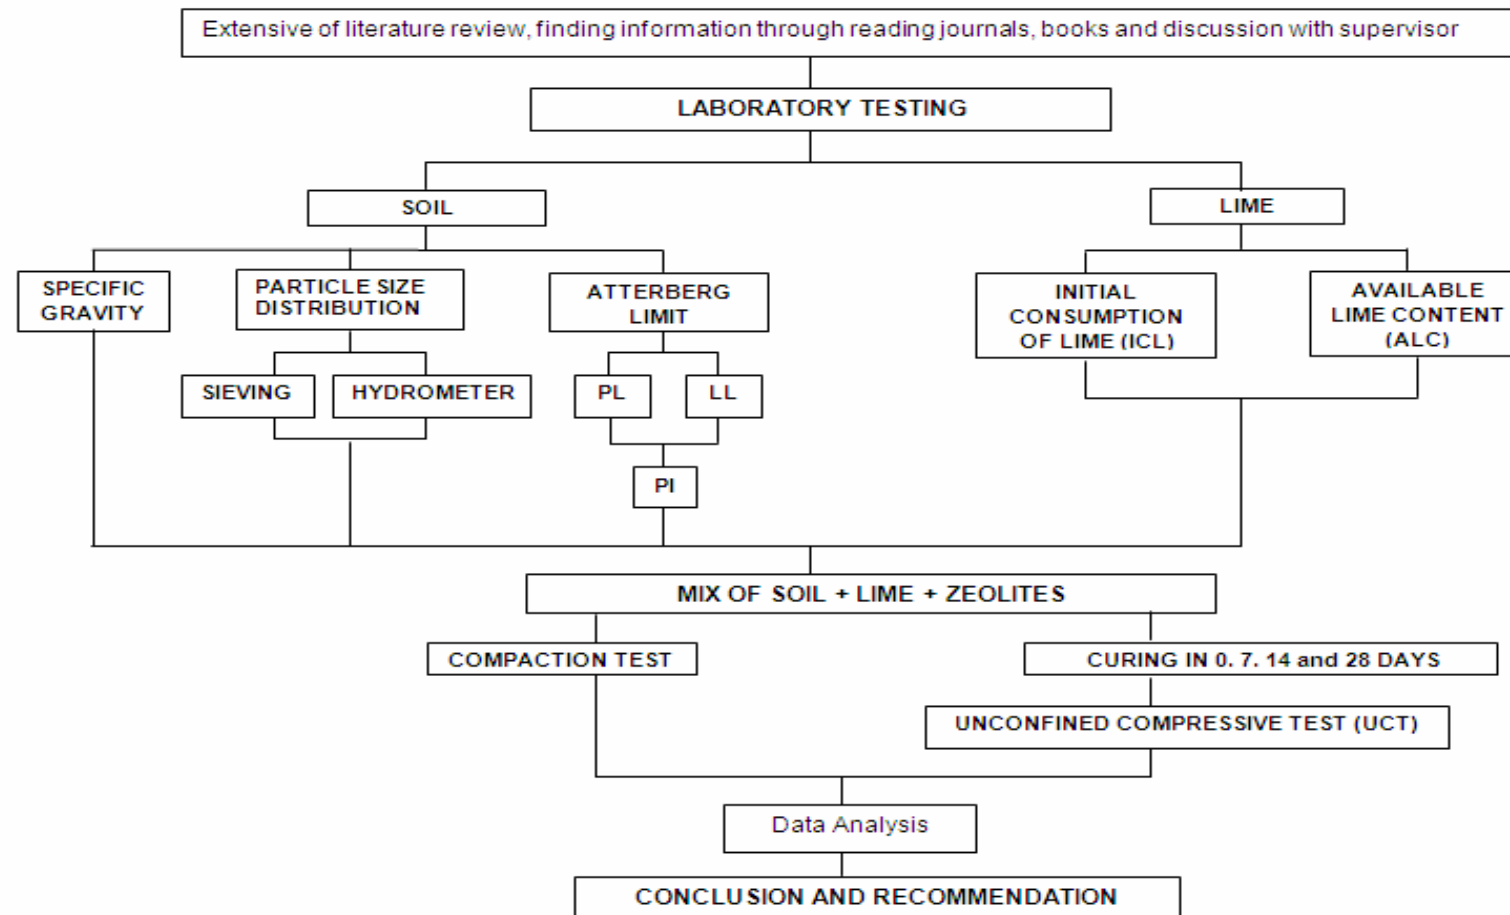 Extensive of literature review, finding information through reading journals, books and discussion with supervisor
LABORATORY TESTING
SOIL
LIME
SPECIFIC
GRAVITY
PARTICLE SIZE
DISTRIBUTION
ATTERBERG
LIMIT
INITIAL
CONSUMPTION
OF LIME (ICL)
AVAILABLE
LIME CONTENT
(ALC)
SIEVING
HYDROMETER
PL
LL
PI
MIX OF SOIL + LIME + ZEOLITES
COMPACTION TEST
CURING IN 0. 7. 14 and 28 DAYS
UNCONFINED COMPRESSIVE TEST (UCT)
Data Analysis
CONCLUSION AND RECOMMENDATION